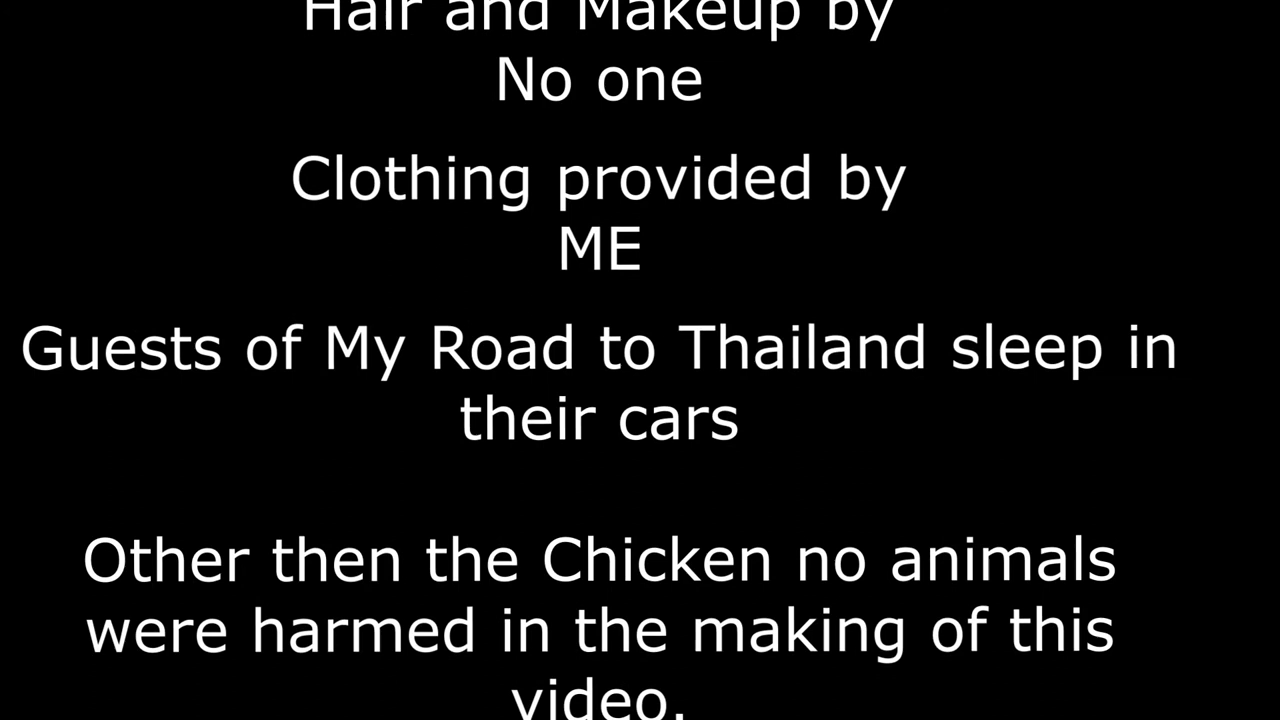 Hair and Makeup by
No one
Clothing provided by
ME
Guests of My Road to Thailand sleep in
their cars
Other then the Chicken no animals
were harmed in the making of this
video.